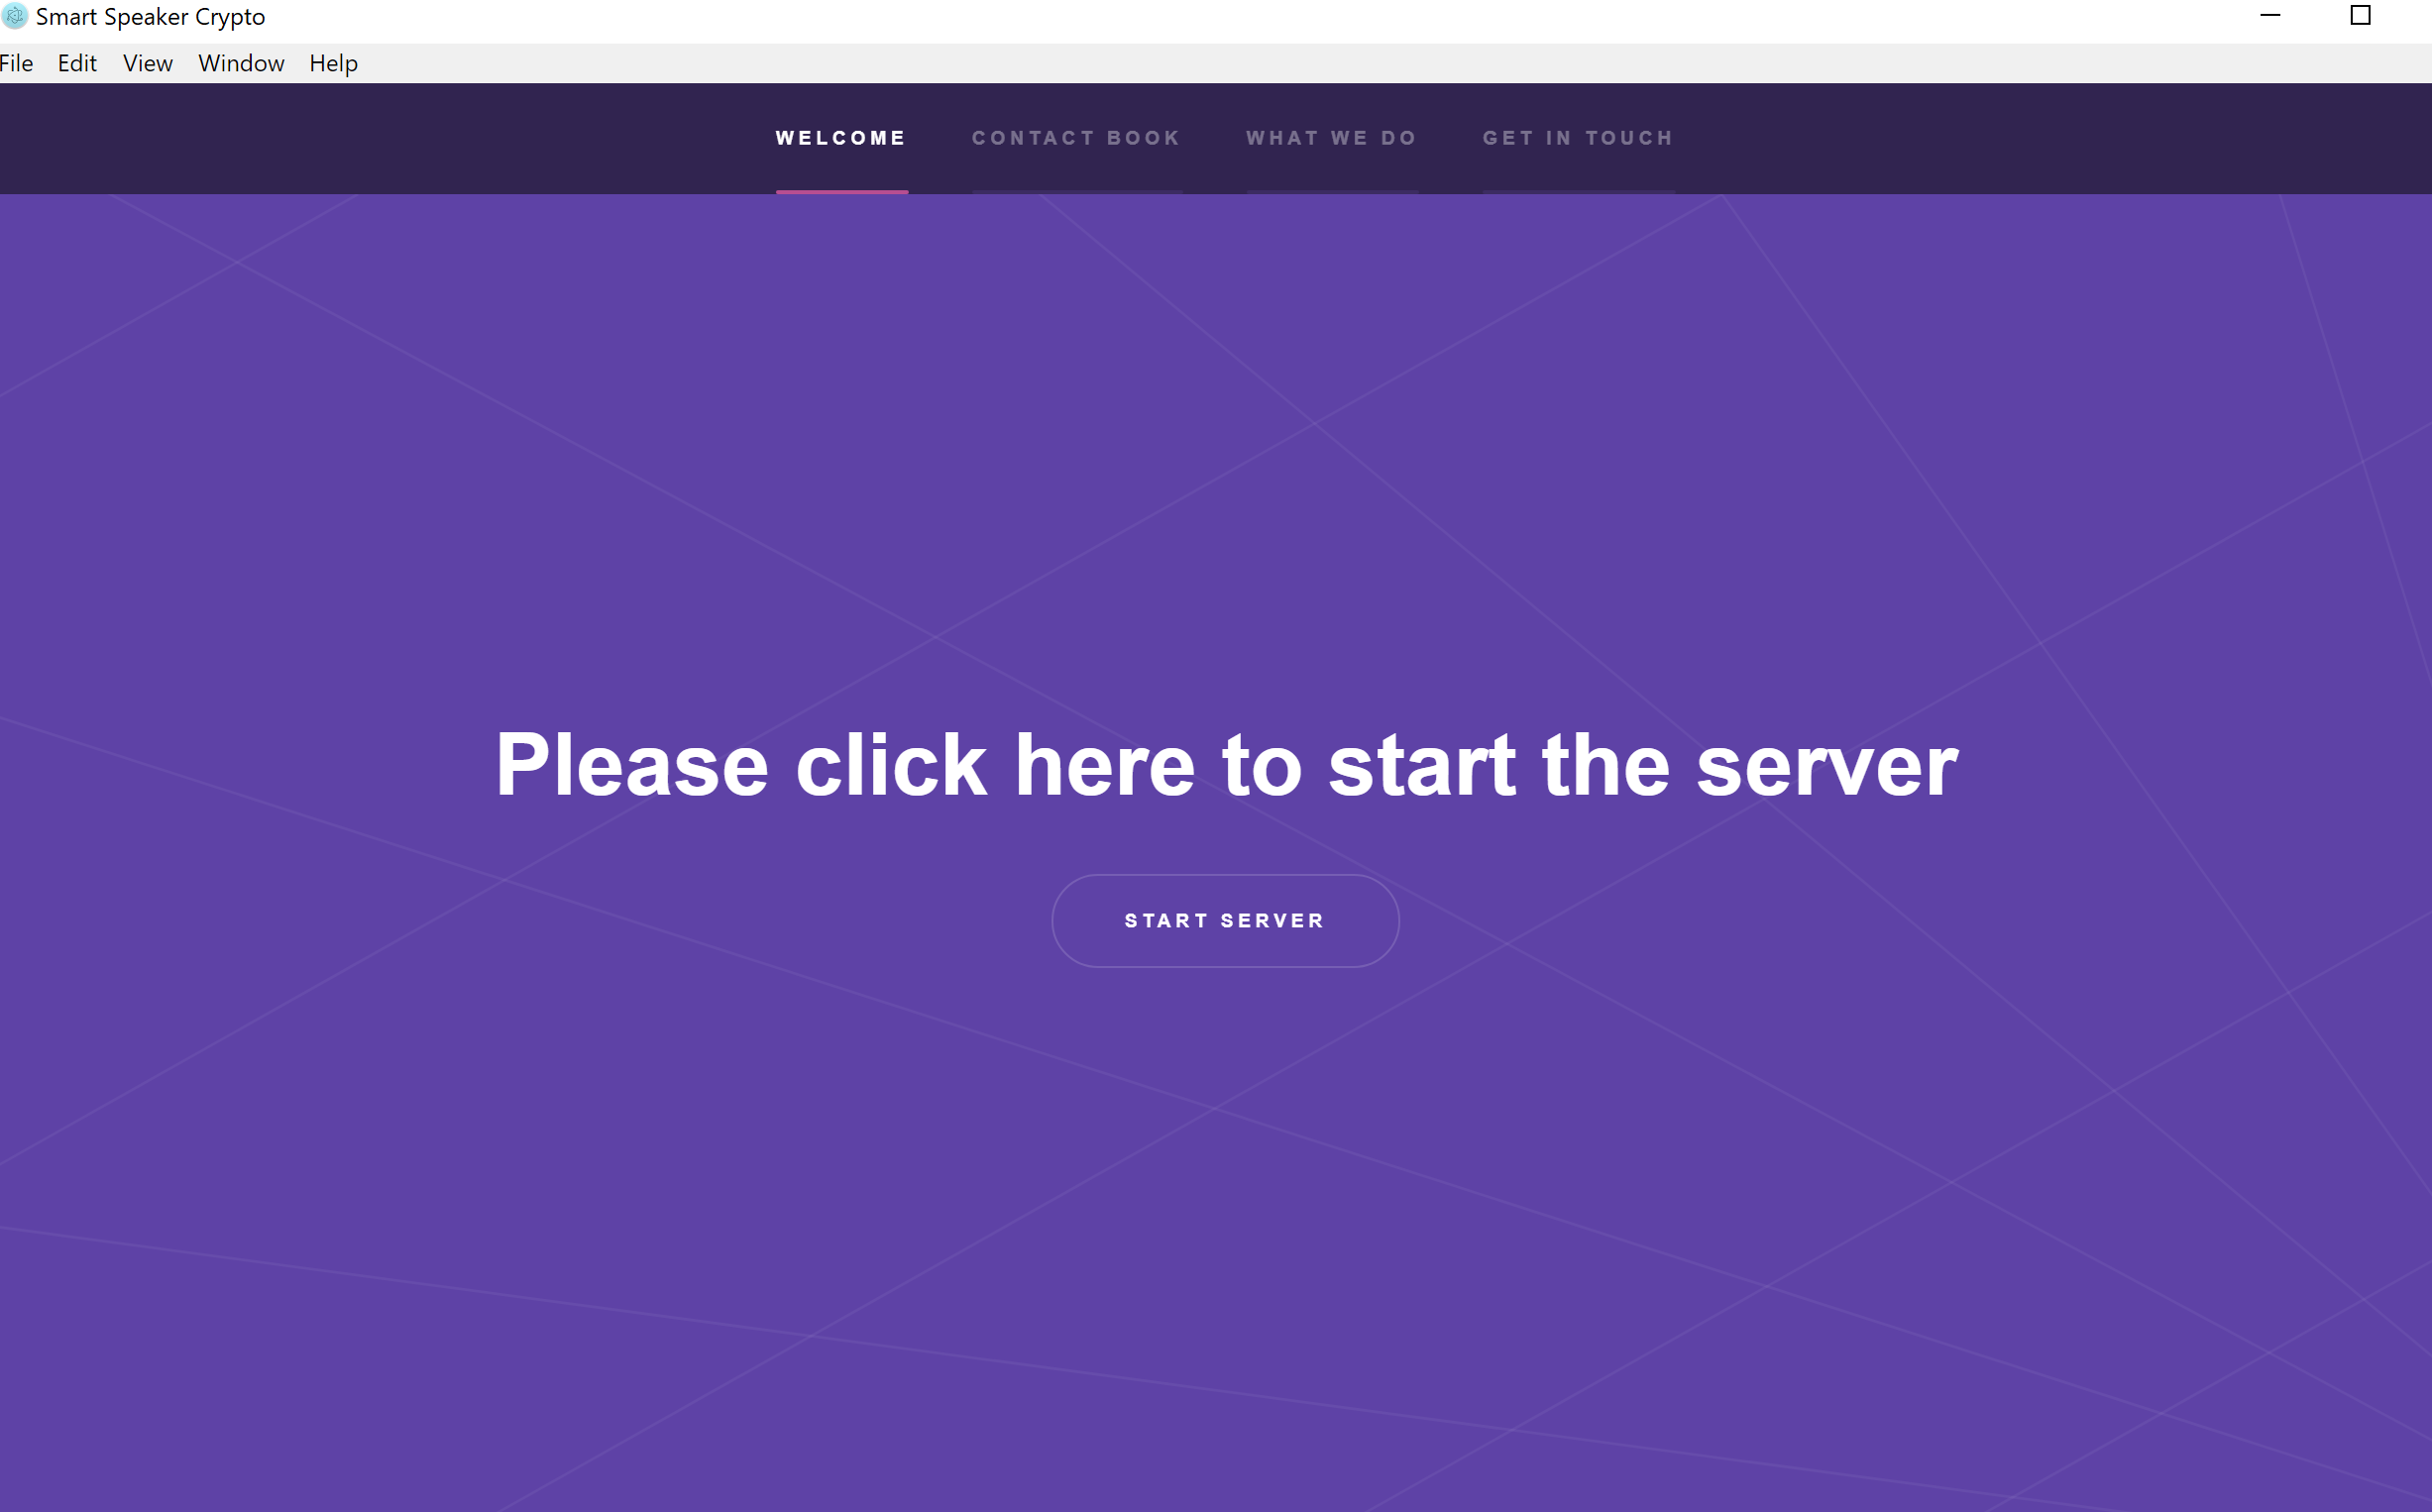 Smart Speaker Crypto
File Edit View Window Help
WELCOME CONTACT BOOK WHAT WE DO GET IN TOUCH
Please click here to start the server
START SERVER